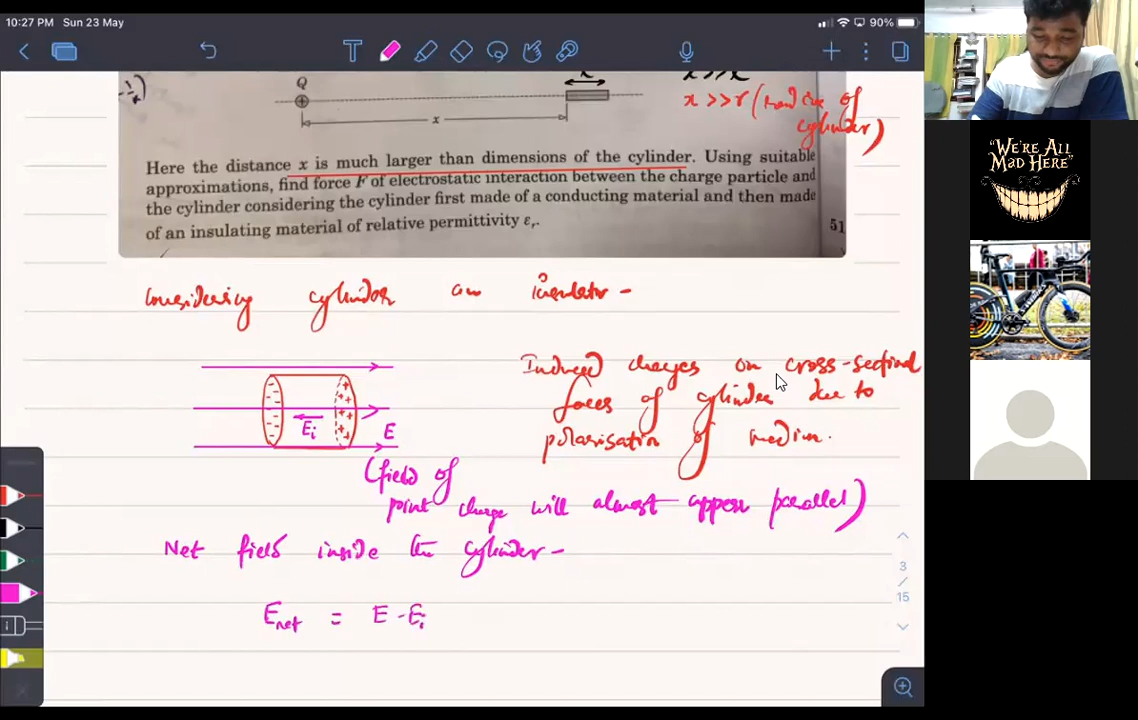 10:27 PM Sun 23 May
90%
Q
x
x >> r (radius of
cylinder)
Here the distance x is much larger than dimensions of the cylinder. Using suitable
approximations, find force F of electrostatic interaction between the charge particle and
the cylinder considering the cylinder first made of a conducting material and then made
of an insulating material of relative permittivity εr.
51
Considering cylinder an insulator -
Induced charges on cross-sectional
faces of cylinder due to
polarisation of medium.
Ei
E
(field of
point charge will almost appear parallel)
Net field inside the cylinder -
Enet = E - Ei
3
/
15
"WE'RE ALL
MaD HERE"